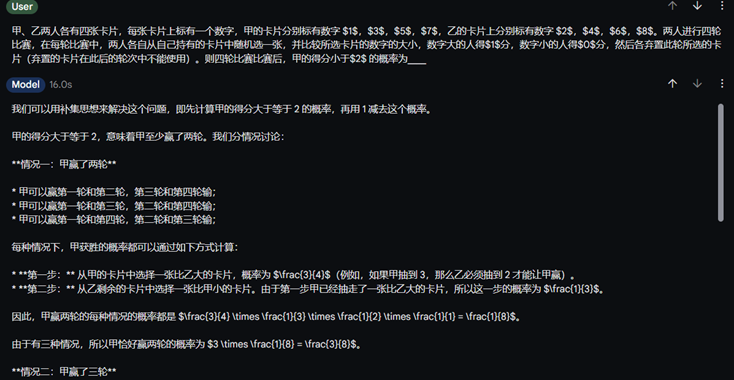 User
甲、乙两人各有四张卡片，每张卡片上标有一个数字，甲的卡片分别标有数字 $1$，$3$，$5$，$7$，乙的卡片上分别标有数字 $2$，$4$，$6$，$8$。两人进行四轮
比赛，在每轮比赛中，两人各自从自己持有的卡片中随机选一张，并比较所选卡片的数字的大小，数字大的人得$1$分，数字小的人得$0$分，然后各弃置此轮所选的卡
片（弃置的卡片在此后的轮次中不能使用）。则四轮比赛比赛后，甲的得分小于$2$ 的概率为____
Model 16.0s
我们可以用补集思想来解决这个问题，即先计算甲的得分大于等于 2 的概率，再用 1 减去这个概率。
甲的得分大于等于 2，意味着甲至少赢了两轮。我们分情况讨论：
**情况一：甲赢了两轮**
* 甲可以赢第一轮和第二轮，第三轮和第四轮输；
* 甲可以赢第一轮和第三轮，第二轮和第四轮输；
* 甲可以赢第一轮和第四轮，第二轮和第三轮输；
每种情况下，甲获胜的概率都可以通过如下方式计算：
* **第一步：** 从甲的卡片中选择一张比乙大的卡片，概率为 $\frac{3}{4}$（例如，如果甲抽到 3，那么乙必须抽到 2 才能让甲赢）。
* **第二步：** 从乙剩余的卡片中选择一张比甲小的卡片。由于第一步甲已经抽走了一张比乙大的卡片，所以这一步的概率为 $\frac{1}{3}$。
因此，甲赢两轮的每种情况的概率都是 $\frac{3}{4} \times \frac{1}{3} \times \frac{1}{2} \times \frac{1}{1} = \frac{1}{8}$。
由于有三种情况，所以甲恰好赢两轮的概率为 $3 \times \frac{1}{8} = \frac{3}{8}$。
**情况二：甲赢了三轮**